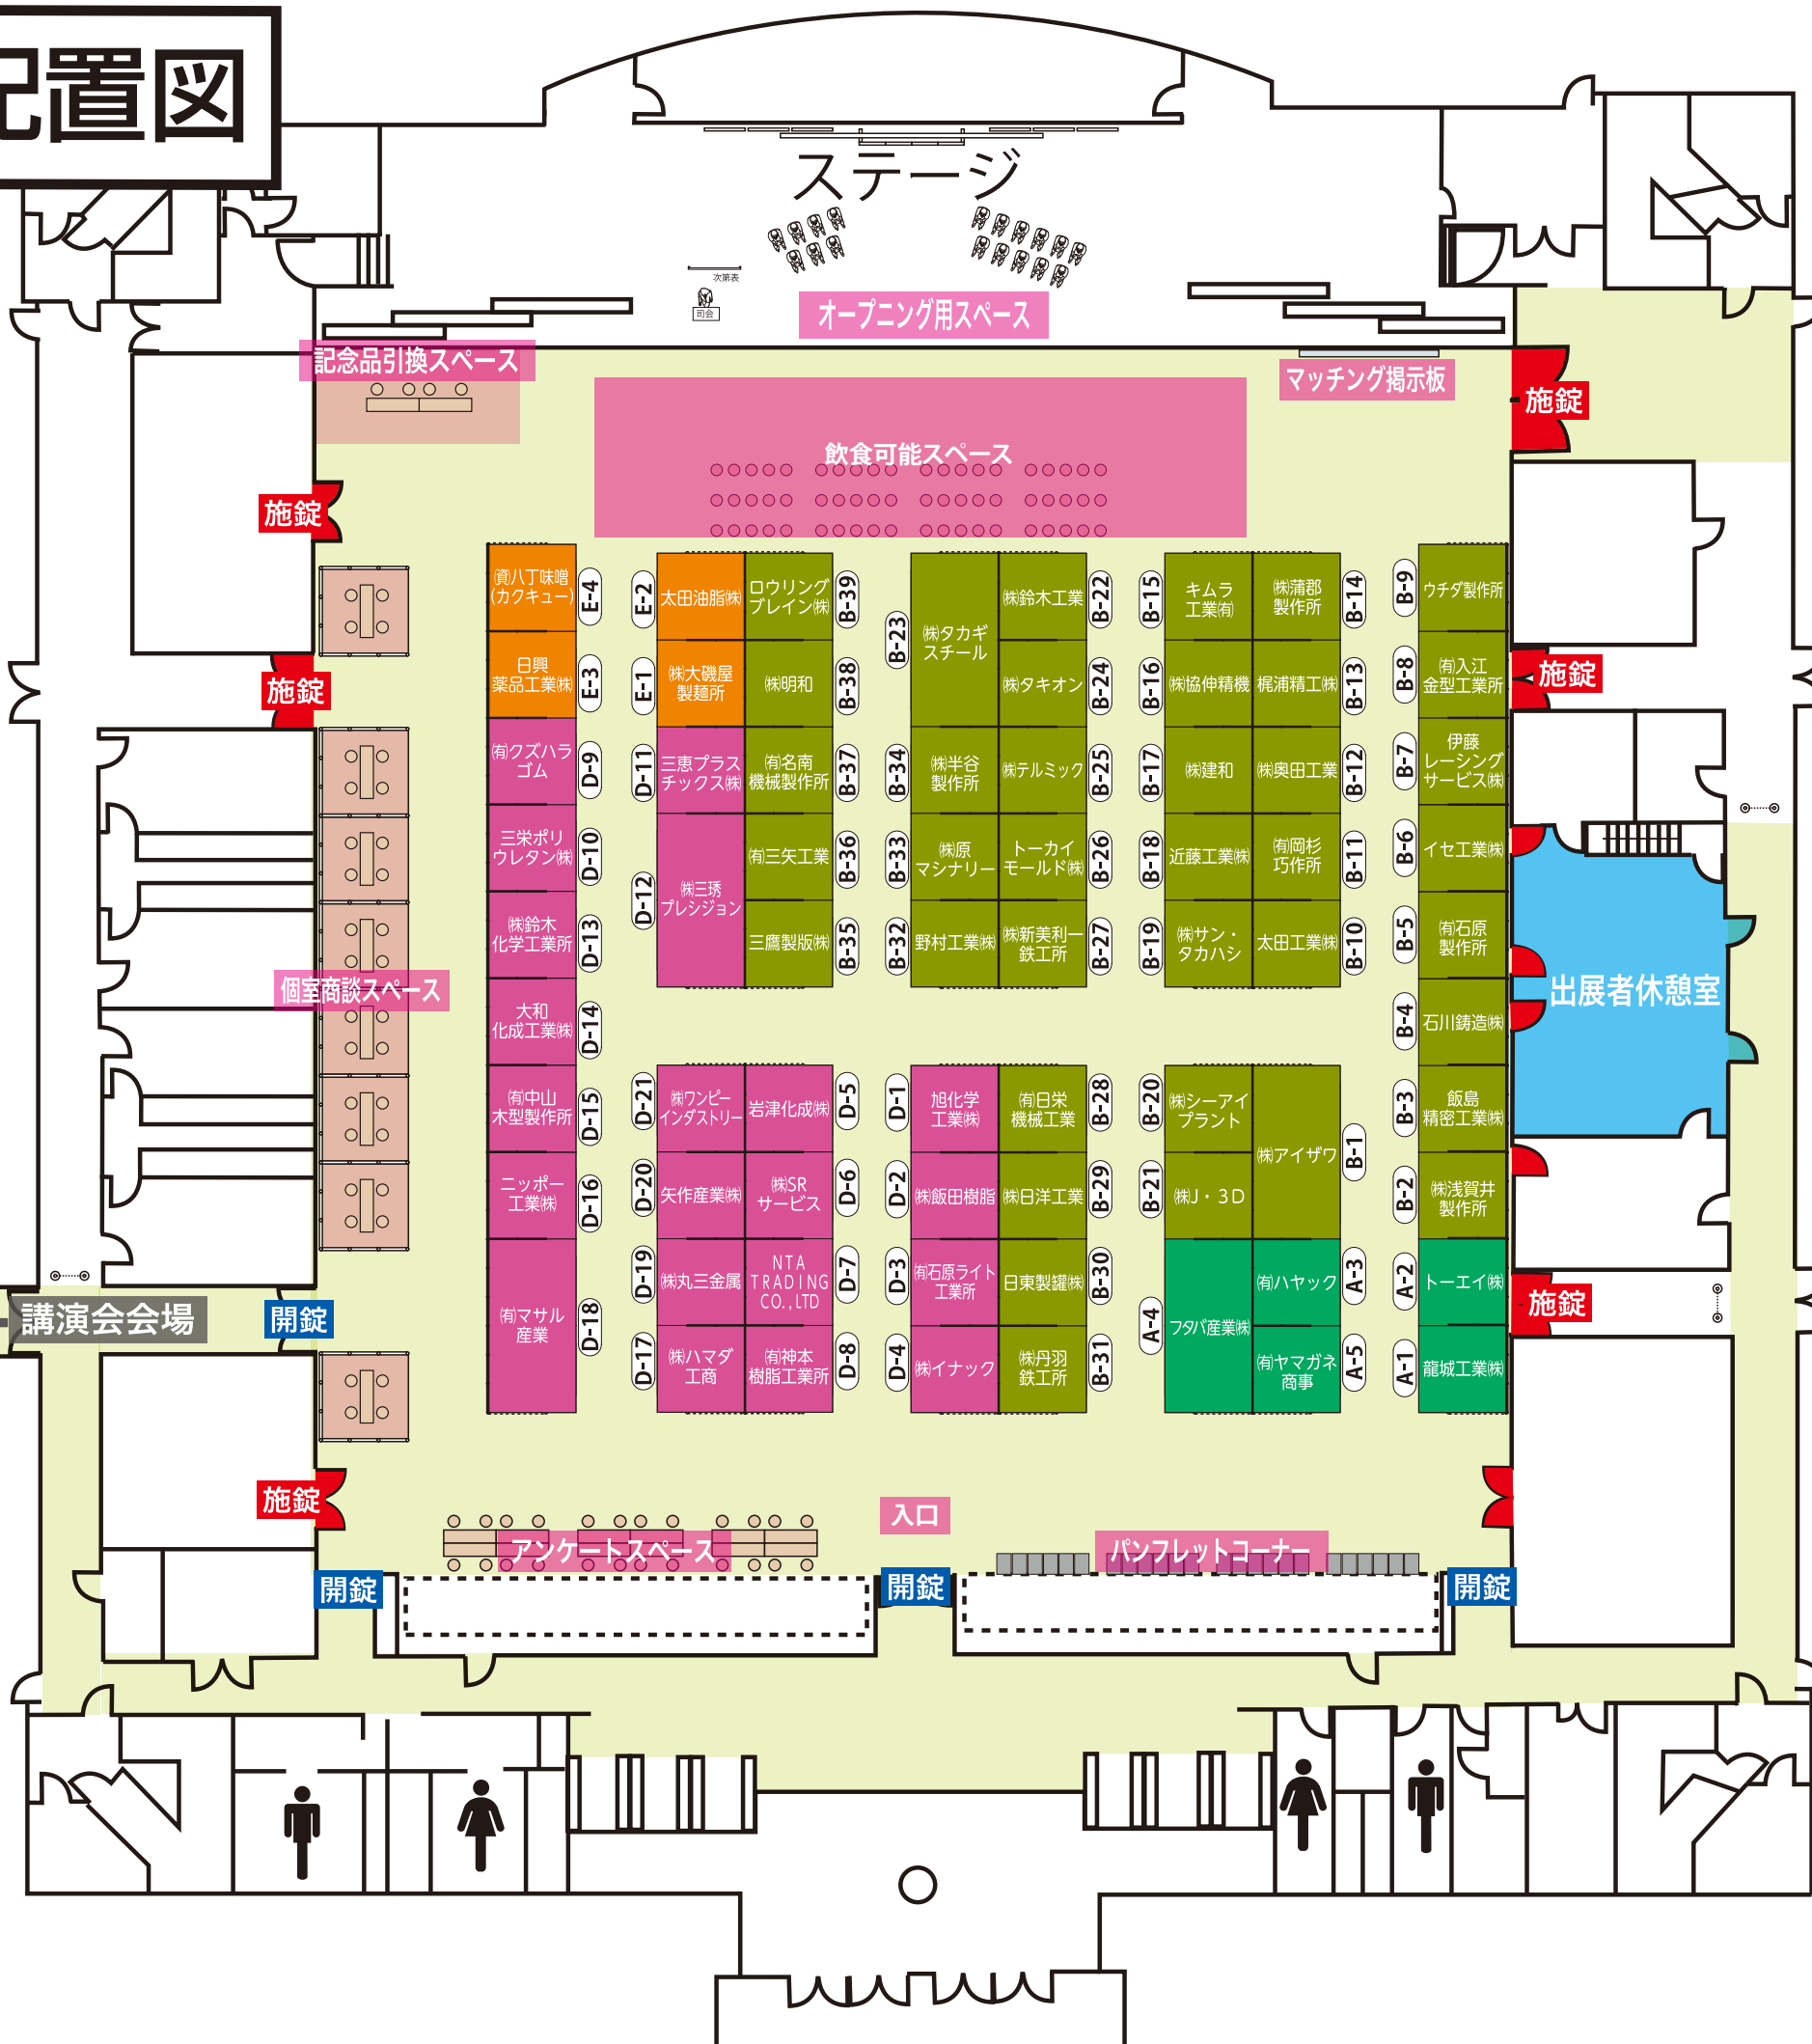 配置図
ステージ
次第表
司会
オープニング用スペース
記念品引換スペース
マッチング掲示板
施錠
飲食可能スペース
施錠
施錠
施錠
個室商談スペース
出展者休憩室
講演会会場
開錠
施錠
施錠
入口
アンケートスペース
パンフレットコーナー
開錠
開錠
開錠
㈾八丁味噌
(カクキュー)
E-4
日興
薬品工業㈱
E-3
㈲クズハラ
ゴム
D-9
三栄ポリ
ウレタン㈱
D-10
㈱鈴木
化学工業所
D-13
大和
化成工業㈱
D-14
㈲中山
木型製作所
D-15
ニッポー
工業㈱
D-16
㈲マサル
産業
D-18
E-2
太田油脂㈱
ロウリング
ブレイン㈱
B-39
E-1
㈱大磯屋
製麺所
㈱明和
B-38
D-11
三恵プラス
チックス㈱
㈲名南
機械製作所
B-37
D-12
㈱三琇
プレシジョン
㈲三矢工業
B-36
三鷹製版㈱
B-35
D-21
㈱ワンピー
インダストリー
岩津化成㈱
D-5
D-20
矢作産業㈱
㈱SR
サービス
D-6
D-19
㈱丸三金属
NTA
TRADING
CO.,LTD
D-7
D-17
㈱ハマダ
工商
㈲神本
樹脂工業所
D-8
B-23
㈱タカギ
スチール
㈱鈴木工業
B-22
㈱タキオン
B-24
B-34
㈱半谷
製作所
㈱テルミック
B-25
B-33
㈱原
マシナリー
トーカイ
モールド㈱
B-26
B-32
野村工業㈱
㈱新美利一
鉄工所
B-27
D-1
旭化学
工業㈱
㈲日栄
機械工業
B-28
D-2
㈱飯田樹脂
㈱日洋工業
B-29
D-3
㈲石原ライト
工業所
日東製罐㈱
B-30
D-4
㈱イナック
㈱丹羽
鉄工所
B-31
B-15
キムラ
工業㈲
㈱蒲郡
製作所
B-14
B-16
㈱協伸精機
梶浦精工㈱
B-13
B-17
㈱建和
㈱奥田工業
B-12
B-18
近藤工業㈱
㈲岡杉
巧作所
B-11
B-19
㈱サン・
タカハシ
太田工業㈱
B-10
B-20
㈱シーアイ
プラント
㈱アイザワ
B-1
B-21
㈱J・3D
A-4
フタバ産業㈱
㈲ハヤック
A-3
㈲ヤマガネ
商事
A-5
B-9
ウチダ製作所
B-8
㈲入江
金型工業所
B-7
伊藤
レーシング
サービス㈱
B-6
イセ工業㈱
B-5
㈲石原
製作所
B-4
石川鋳造㈱
B-3
飯島
精密工業㈱
B-2
㈱浅賀井
製作所
A-2
トーエイ㈱
A-1
龍城工業㈱